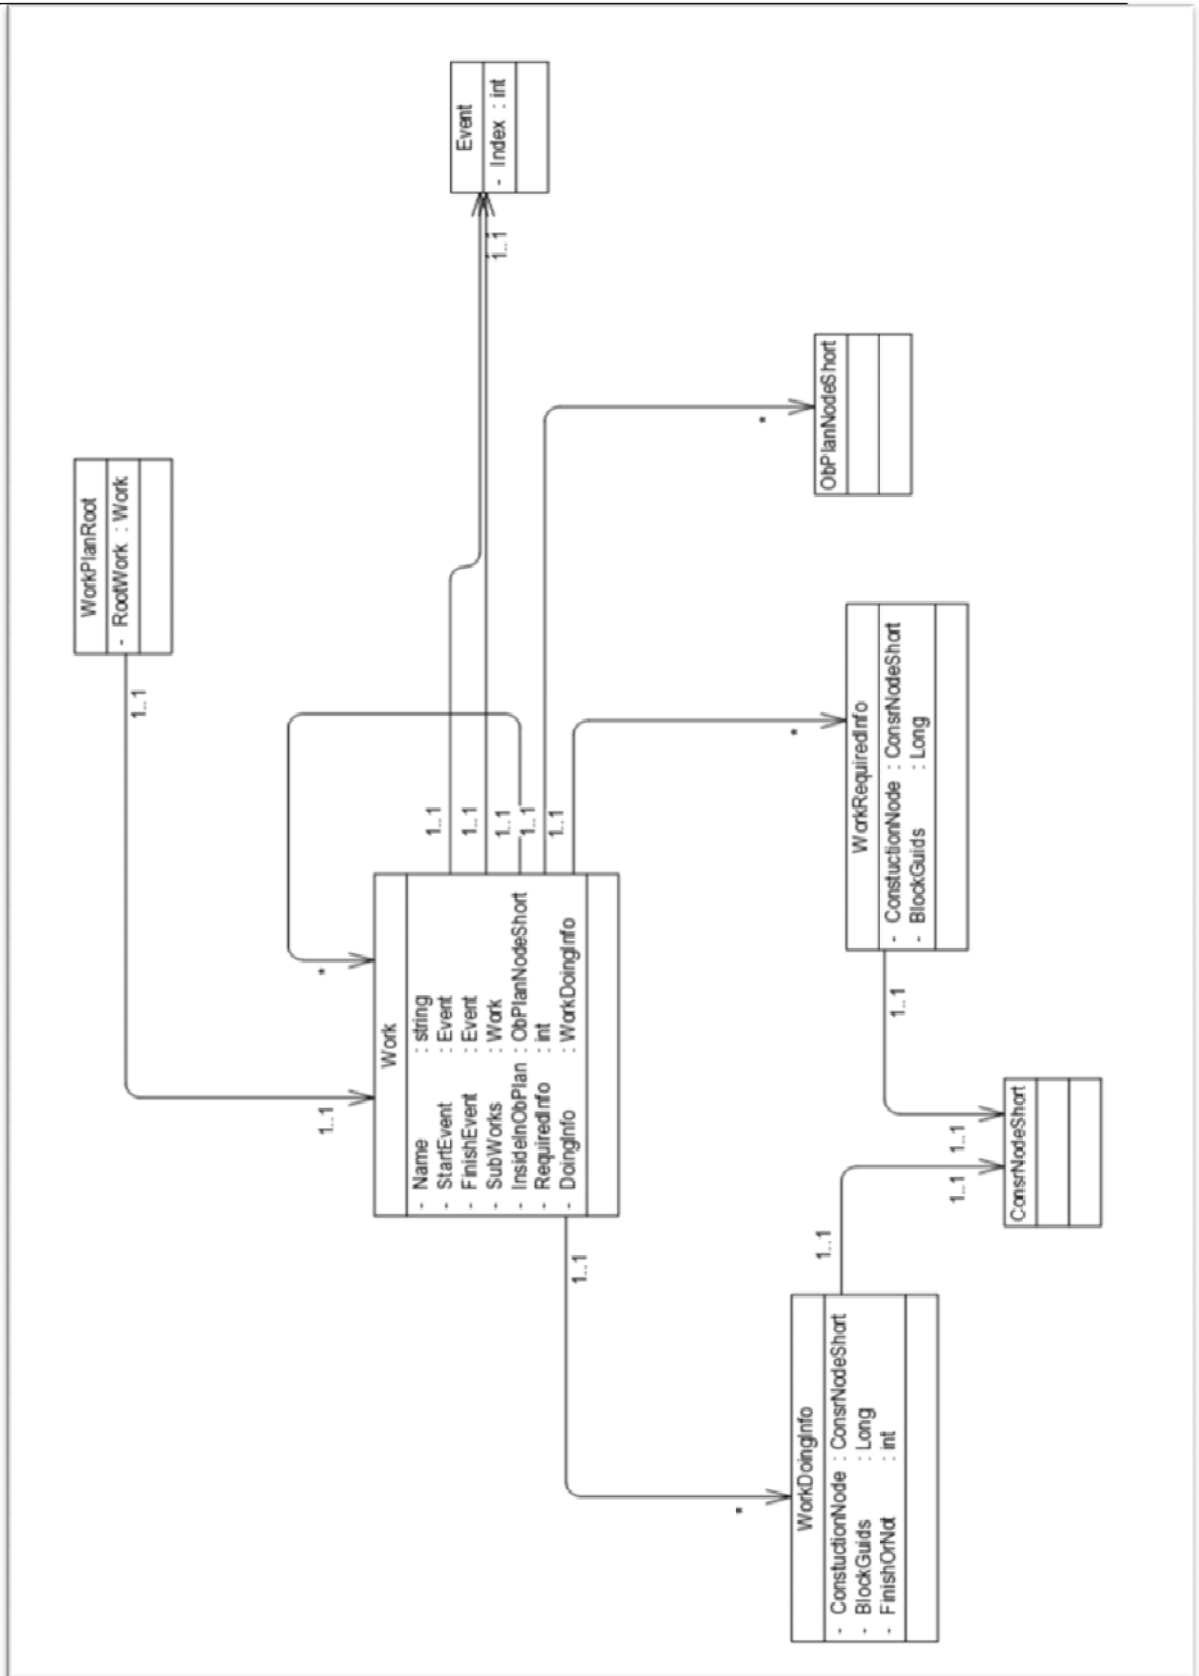 WorkPlanRoot
- IRootWork : Work
1..1
1..1
Event
- Index : int
1..1
Work
- Name : string
- StartEvent : Event
- FinishEvent : Event
- SubWorks : Work
- InsideInObPlan : ObPlanNodeShort
- RequiredInfo : int
- DoingInfo : WorkDoingInfo
*
1..1
1..1
1..1
1..1
1..1
1..1
*
ObPlanNodeShort
*
WorkRequiredInfo
- ConstuctionNode : ConsrNodeShort
- BlockGuids : Long
1..1
*
WorkDoingInfo
- ConstuctionNode : ConsrNodeShort
- BlockGuids : Long
- FinishOrNot : int
1..1
1..1
1..1
ConsrNodeShort